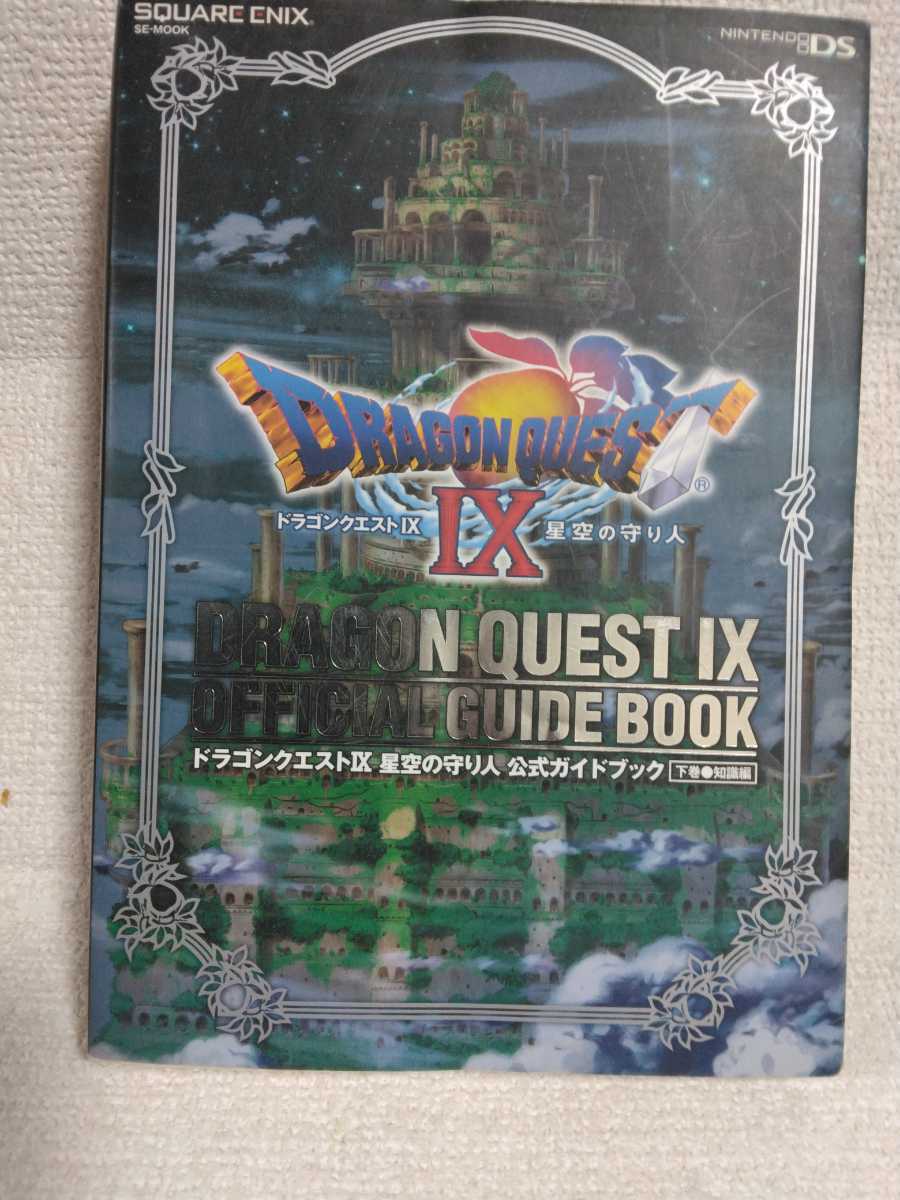 SQUARE ENIX®
SE-MOOK
NINTENDO DS
DRAGON QUEST®
ドラゴンクエストIX 星空の守り人
IX
DRAGON QUEST IX
OFFICIAL GUIDE BOOK
ドラゴンクエストIX 星空の守り人 公式ガイドブック 下巻●知識編